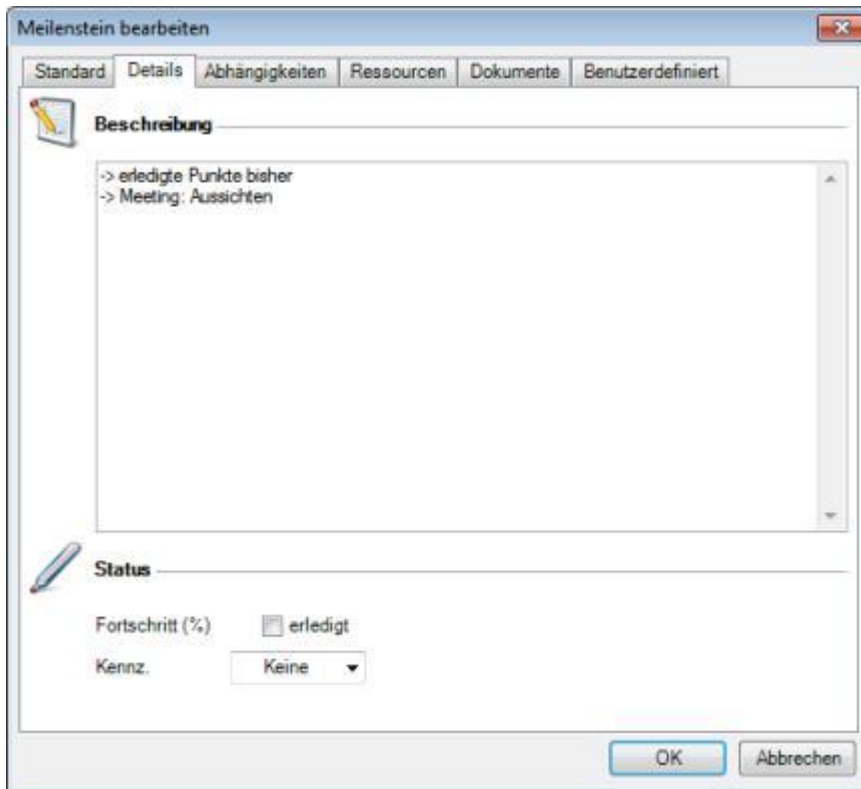 Meilenstein bearbeiten
Standard Details Abhängigkeiten Ressourcen Dokumente Benutzerdefiniert
Beschreibung
-> erledigte Punkte bisher
-> Meeting: Aussichten
Status
Fortschritt (%) erledigt
Kennz. Keine
OK Abbrechen